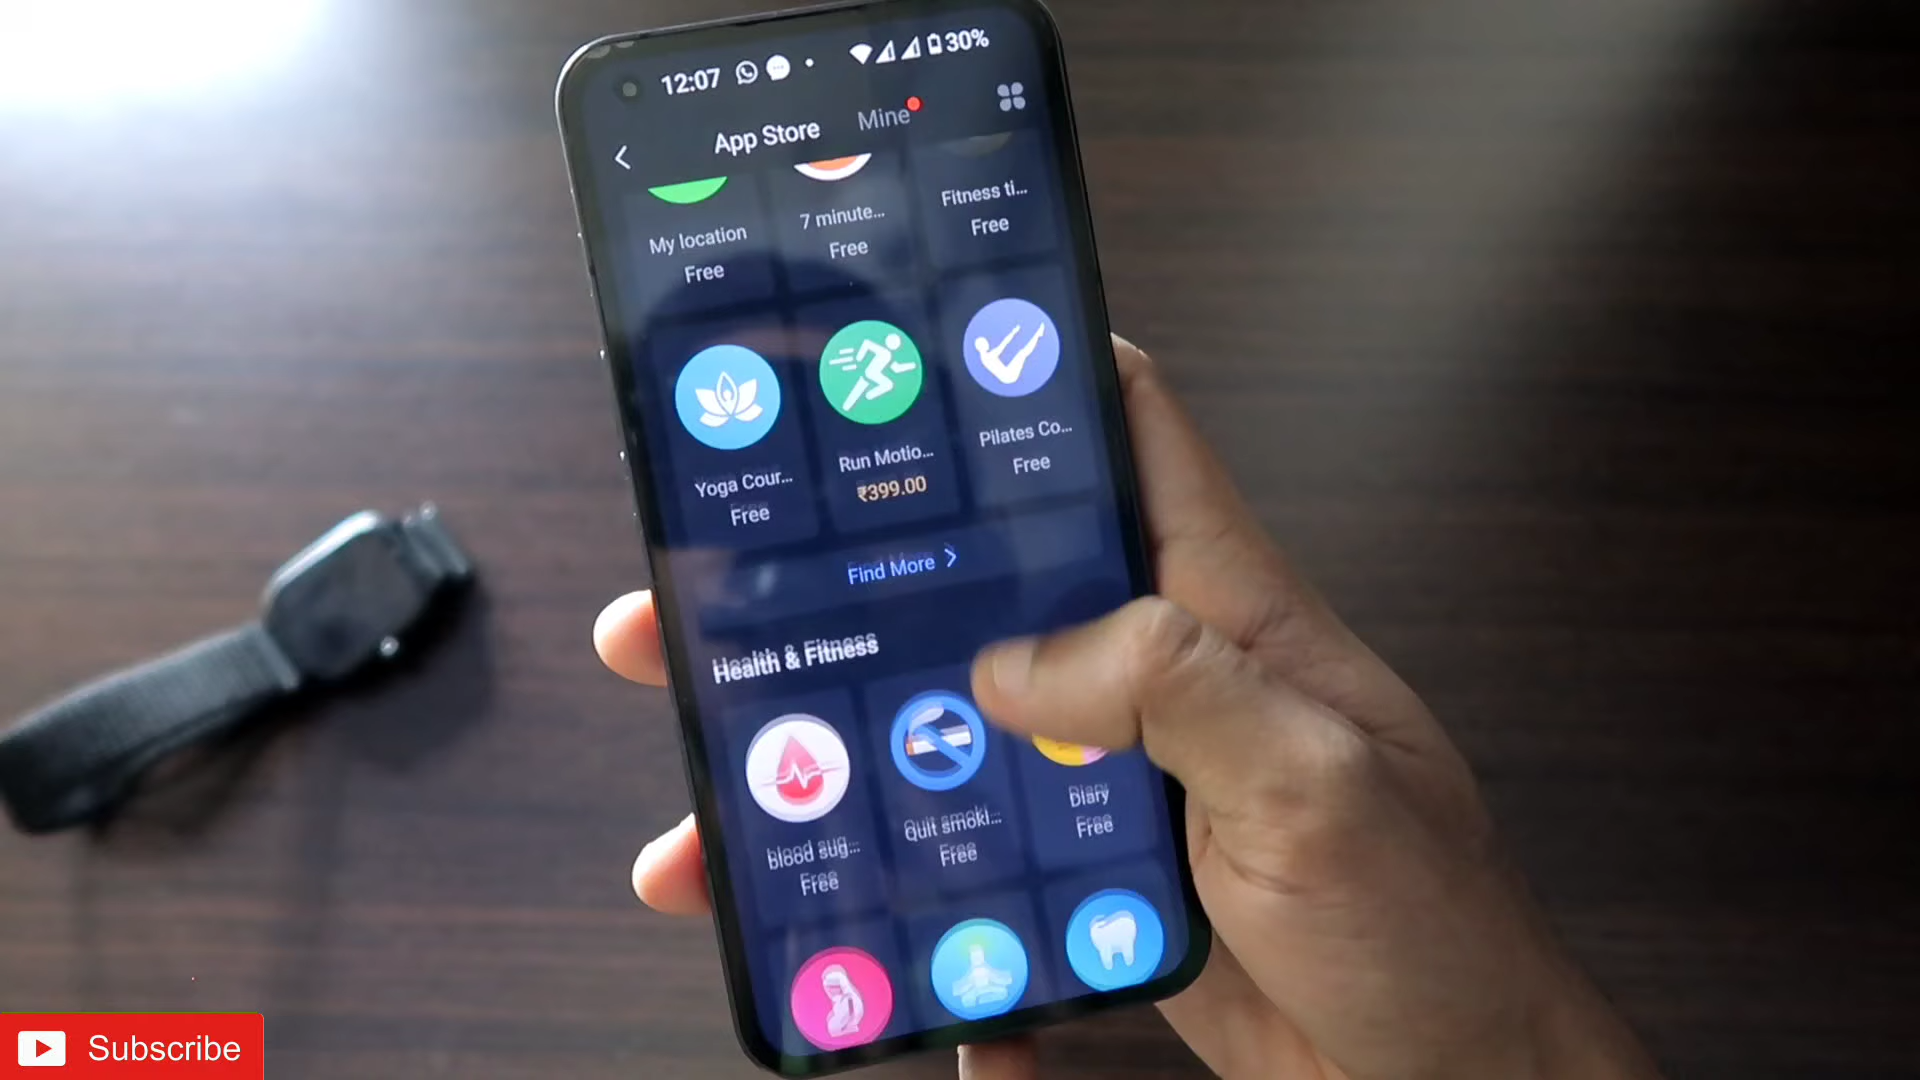 12:07
30%
App Store
Mine
My location
Free
7 minute...
Free
Fitness ti...
Free
Yoga Cour...
Free
Run Motio...
₹399.00
Pilates Co...
Free
Find More
Health & Fitness
blood sug...
Free
Quit smoki...
Free
Diary
Free
Subscribe